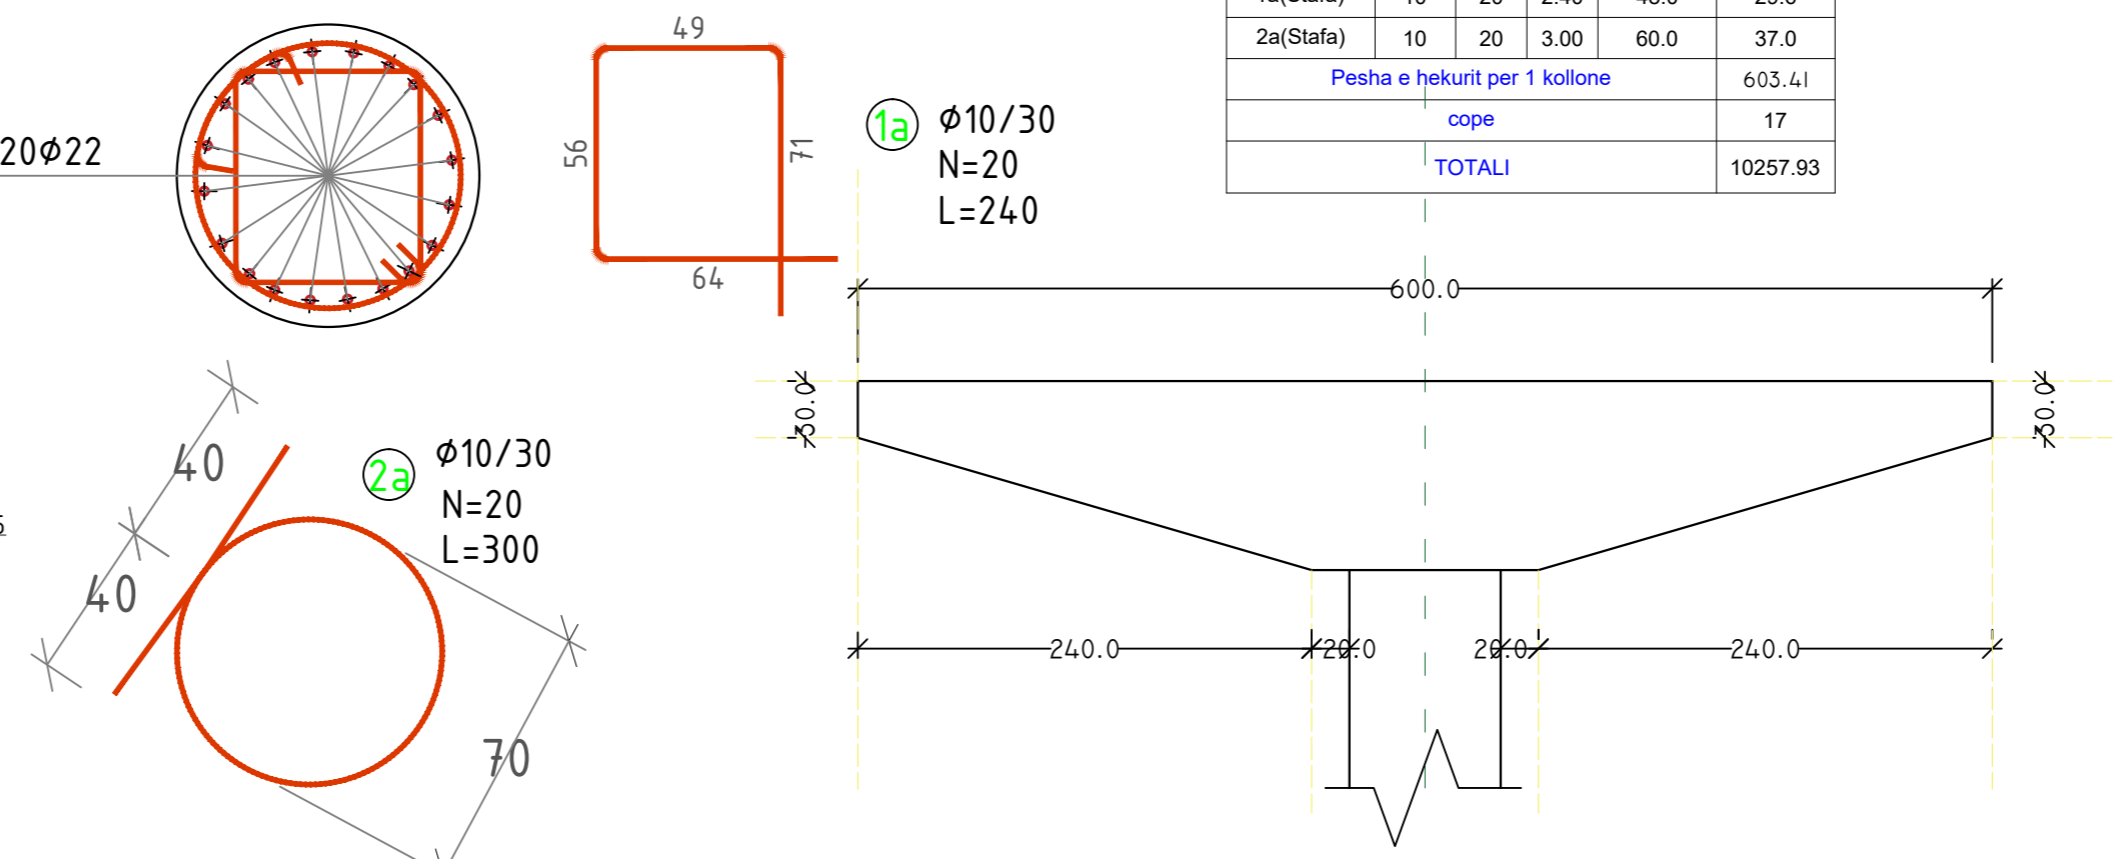 2a(Stafa) 10 20 3.00 60.0 37.0
Pesha e hekurit per 1 kollone 603.41
cope 17
TOTALI 10257.93
20Φ22
49
56
71
64
1a
Φ10/30
N=20
L=240
600.0
30.0
30.0
240.0
20.0
20.0
240.0
40
40
70
2a
Φ10/30
N=20
L=300